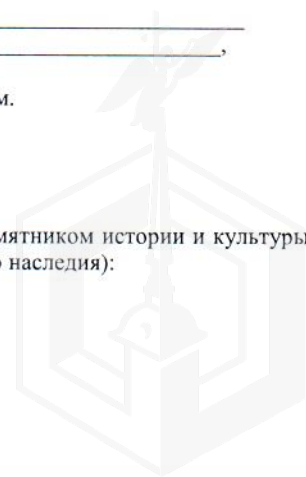 ,
м.
мятником истории и культуры
о наследия):